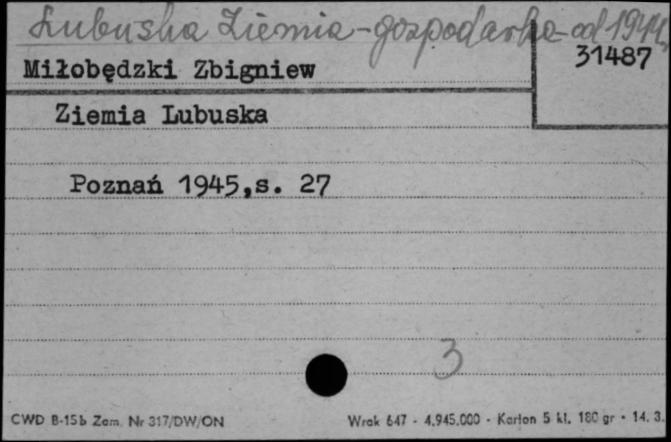 Lubuska Ziemia - gospodarka - od 1944
31487
Miłobędzki Zbigniew
Ziemia Lubuska
Poznań 1945,s. 27
3
CWD B-15b Zam. Nr 317/DW/ON
Wrak 647 - 4.945.000 - Karton 5 kl. 180 gr - 14. 3.